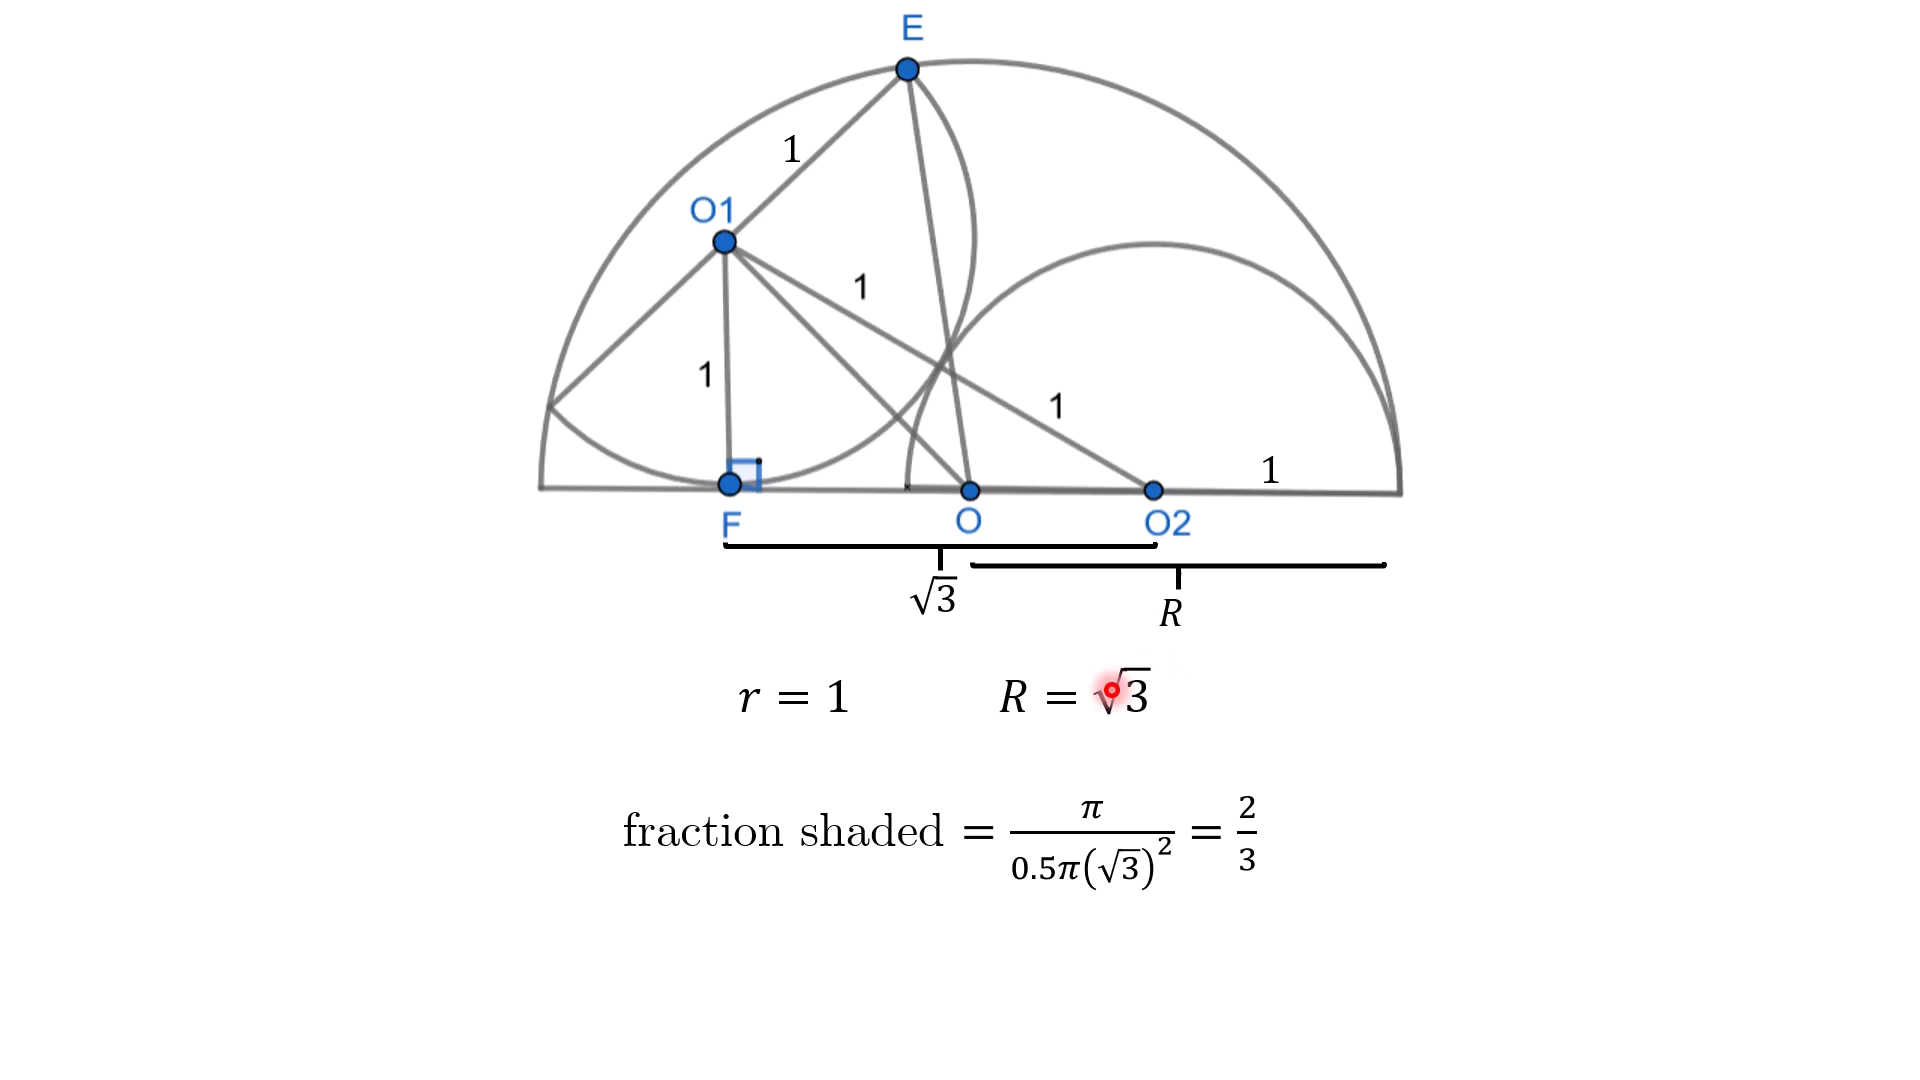 E
1
O1
1
1
1
1
F
O
O2
√3
R
r = 1
R = √3
fraction shaded = π / 0.5π(√3)² = 2/3